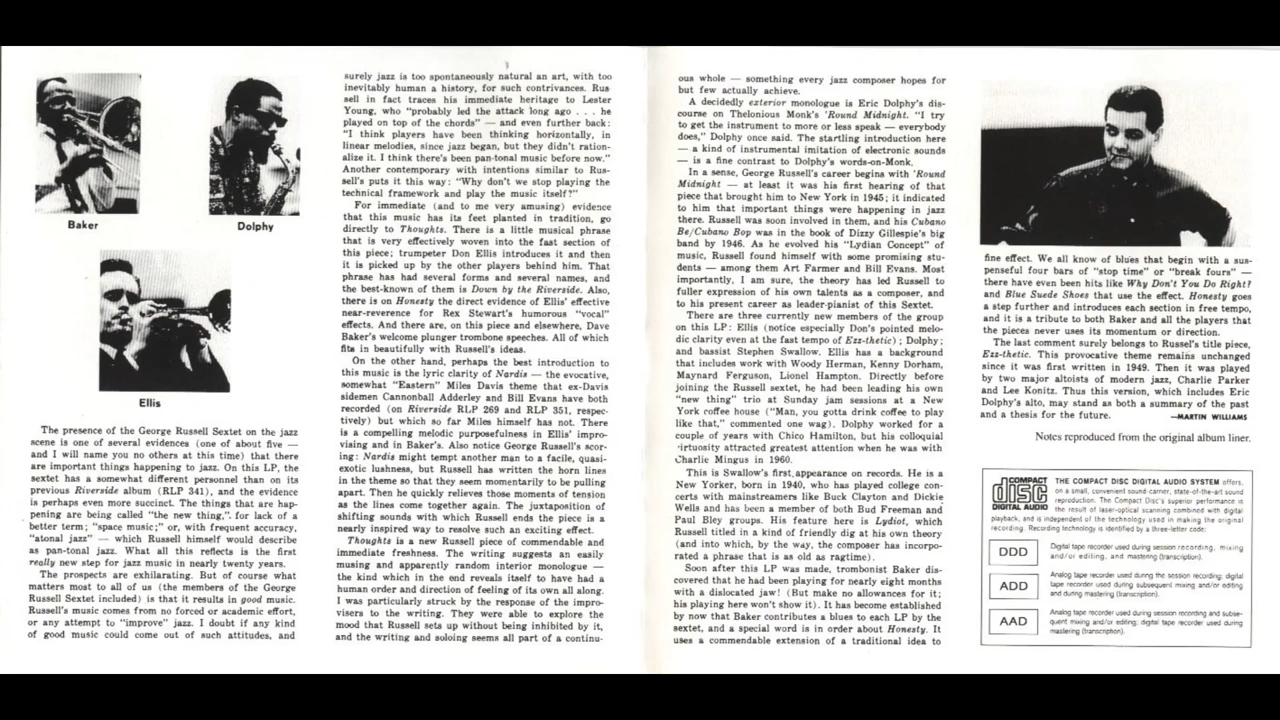 Baker
Dolphy
Ellis
The presence of the George Russell Sextet on the jazz
scene is one of several evidences (one of about five —
and I will name you no others at this time) that there
are important things happening to jazz. On this LP, the
sextet has a somewhat different personnel than on its
previous Riverside album (RLP 341), and the evidence
is perhaps even more succinct. The things that are hap-
pening are being called "the new thing,". for lack of a
better term; "space music;" or, with frequent accuracy,
"atonal jazz" — which Russell himself would describe
as pan-tonal jazz. What all this reflects is the first
really new step for jazz music in nearly twenty years.
The prospects are exhilarating. But of course what
matters most to all of us (the members of the George
Russell Sextet included) is that it results in good music.
Russell's music comes from no forced or academic effort,
or any attempt to "improve" jazz. I doubt if any kind
of good music could come out of such attitudes, and
surely jazz is too spontaneously natural an art, with too
inevitably human a history, for such contrivances. Rus-
sell in fact traces his immediate heritage to Lester
Young, who "probably led the attack long ago . . . he
played on top of the chords" — and even further back:
"I think players have been thinking horizontally, in
linear melodies, since jazz began, but they didn't ration-
alize it. I think there's been pan-tonal music before now."
Another contemporary with intentions similar to Rus-
sell's puts it this way: "Why don't we stop playing the
technical framework and play the music itself?"
For immediate (and to me very amusing) evidence
that this music has its feet planted in tradition, go
directly to Thoughts. There is a little musical phrase
that is very effectively woven into the fast section of
this piece; trumpeter Don Ellis introduces it and then
it is picked up by the other players behind him. That
phrase has had several forms and several names, and
the best-known of them is Down by the Riverside. Also,
there is on Honesty the direct evidence of Ellis' effective
near-reverence for Rex Stewart's humorous "vocal"
effects. And there are, on this piece and elsewhere, Dave
Baker's welcome plunger trombone speeches. All of which
fits in beautifully with Russell's ideas.
On the other hand, perhaps the best introduction to
this music is the lyric clarity of Nardis — the evocative,
somewhat "Eastern" Miles Davis theme that ex-Davis
sidemen Cannonball Adderley and Bill Evans have both
recorded (on Riverside RLP 269 and RLP 351, respec-
tively) but which so far Miles himself has not. There
is a compelling melodic purposefulness in Ellis' impro-
vising and in Baker's. Also notice George Russell's scor-
ing: Nardis might tempt another man to a facile, quasi-
exotic lushness, but Russell has written the horn lines
in the theme so that they seem momentarily to be pulling
apart. Then he quickly relieves those moments of tension
as the lines come together again. The juxtaposition of
shifting sounds with which Russell ends the piece is a
nearly inspired way to resolve such an exciting effect.
Thoughts is a new Russell piece of commendable and
immediate freshness. The writing suggests an easily
musing and apparently random interior monologue —
the kind which in the end reveals itself to have had a
human order and direction of feeling of its own all along.
I was particularly struck by the response of the impro-
visers to the writing. They were able to explore the
mood that Russell sets up without being inhibited by it,
and the writing and soloing seems all part of a continu-
ous whole — something every jazz composer hopes for
but few actually achieve.
A decidedly exterior monologue is Eric Dolphy's dis-
course on Thelonious Monk's 'Round Midnight. "I try
to get the instrument to more or less speak — everybody
does," Dolphy once said. The startling introduction here
— a kind of instrumental imitation of electronic sounds
— is a fine contrast to Dolphy's words-on-Monk.
In a sense, George Russell's career begins with 'Round
Midnight — at least it was his first hearing of that
piece that brought him to New York in 1945; it indicated
to him that important things were happening in jazz
there. Russell was soon involved in them, and his Cubano
Be/Cubano Bop was in the book of Dizzy Gillespie's big
band by 1946. As he evolved his "Lydian Concept" of
music, Russell found himself with some promising stu-
dents — among them Art Farmer and Bill Evans. Most
importantly, I am sure, the theory has led Russell to
fuller expression of his own talents as a composer, and
to his present career as leader-pianist of this Sextet.
There are three currently new members of the group
on this LP: Ellis (notice especially Don's pointed melo-
dic clarity even at the fast tempo of Ezz-thetic) ; Dolphy;
and bassist Stephen Swallow. Ellis has a background
that includes work with Woody Herman, Kenny Dorham,
Maynard Ferguson, Lionel Hampton. Directly before
joining the Russell sextet, he had been leading his own
"new thing" trio at Sunday jam sessions at a New
York coffee house ("Man, you gotta drink coffee to play
like that," commented one wag). Dolphy worked for a
couple of years with Chico Hamilton, but his colloquial
virtuosity attracted greatest attention when he was with
Charlie Mingus in 1960.
This is Swallow's first appearance on records. He is a
New Yorker, born in 1940, who has played college con-
certs with mainstreamers like Buck Clayton and Dickie
Wells and has been a member of both Bud Freeman and
Paul Bley groups. His feature here is Lydiot, which
Russell titled in a kind of friendly dig at his own theory
(and into which, by the way, the composer has incorpo-
rated a phrase that is as old as ragtime).
Soon after this LP was made, trombonist Baker dis-
covered that he had been playing for nearly eight months
with a dislocated jaw! (But make no allowances for it;
his playing here won't show it). It has become established
by now that Baker contributes a blues to each LP by the
sextet, and a special word is in order about Honesty. It
uses a commendable extension of a traditional idea to
fine effect. We all know of blues that begin with a sus-
penseful four bars of "stop time" or "break fours" —
there have even been hits like Why Don't You Do Right?
and Blue Suede Shoes that use the effect. Honesty goes
a step further and introduces each section in free tempo,
and it is a tribute to both Baker and all the players that
the pieces never uses its momentum or direction.
The last comment surely belongs to Russel's title piece,
Ezz-thetic. This provocative theme remains unchanged
since it was first written in 1949. Then it was played
by two major altoists of modern jazz, Charlie Parker
and Lee Konitz. Thus this version, which includes Eric
Dolphy's alto, may stand as both a summary of the past
and a thesis for the future. —MARTIN WILLIAMS
Notes reproduced from the original album liner.
COMPACT disc DIGITAL AUDIO
THE COMPACT DISC DIGITAL AUDIO SYSTEM offers,
on a small, convenient sound-carrier, state-of-the-art sound
reproduction. The Compact Disc's superior performance is
the result of laser-optical scanning combined with digital
playback, and is independent of the technology used in making the original
recording. Recording technology is identified by a three-letter code:
DDD
Digital tape recorder used during session recording, mixing
and/or editing, and mastering (transcription).
ADD
Analog tape recorder used during session recording; digital
tape recorder used during subsequent mixing and/or editing
and during mastering (transcription).
AAD
Analog tape recorder used during session recording and subse-
quent mixing and/or editing; digital tape recorder used during
mastering (transcription).